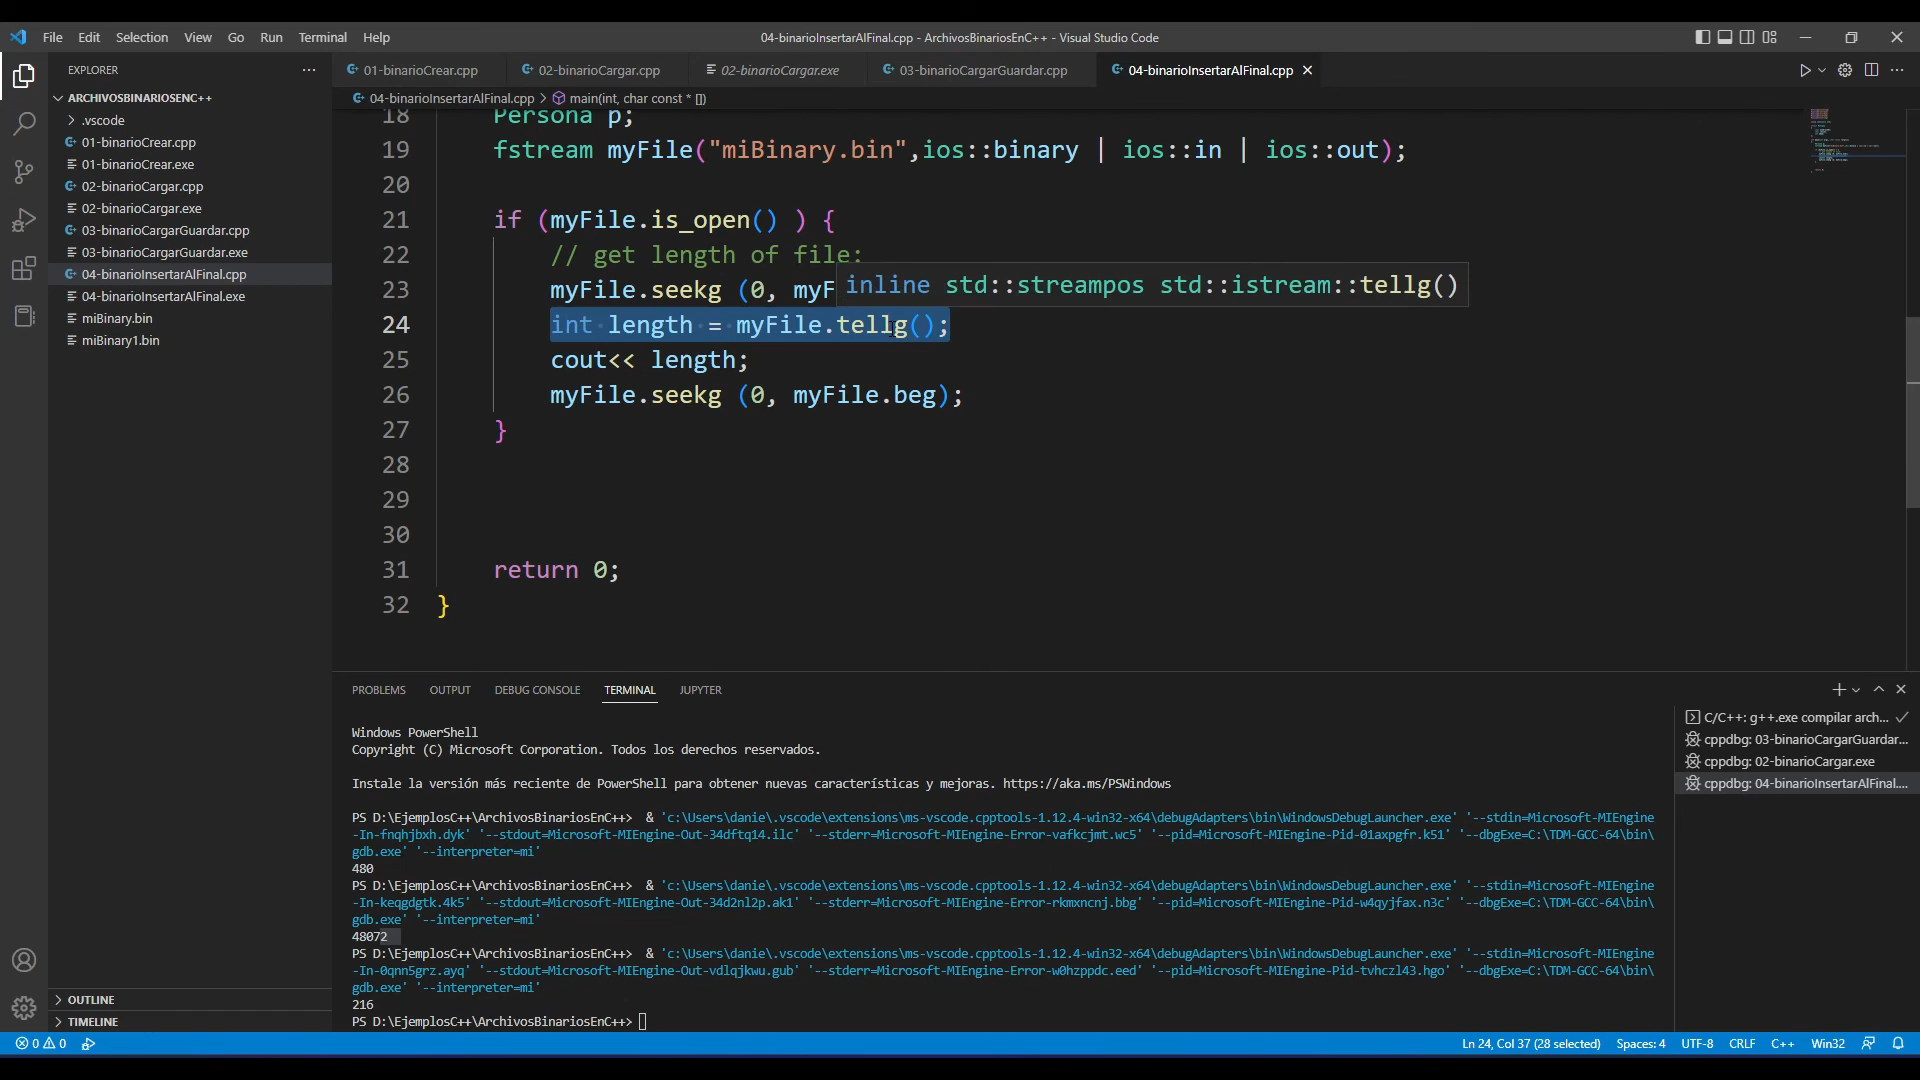 File Edit Selection View Go Run Terminal Help
04-binarioInsertarAlFinal.cpp - ArchivosBinariosEnC++ - Visual Studio Code
EXPLORER
01-binarioCrear.cpp
02-binarioCargar.cpp
02-binarioCargar.exe
03-binarioCargarGuardar.cpp
04-binarioInsertarAlFinal.cpp
ARCHIVOSBINARIOSENC++
.vscode
01-binarioCrear.cpp
01-binarioCrear.exe
02-binarioCargar.cpp
02-binarioCargar.exe
03-binarioCargarGuardar.cpp
03-binarioCargarGuardar.exe
04-binarioInsertarAlFinal.cpp
04-binarioInsertarAlFinal.exe
miBinary.bin
miBinary1.bin
OUTLINE
TIMELINE
04-binarioInsertarAlFinal.cpp > main(int, char const * [])
18 Persona p;
19 fstream myFile("miBinary.bin",ios::binary | ios::in | ios::out);
20
21 if (myFile.is_open() ) {
22 // get length of file:
23 myFile.seekg (0, myF
inline std::streampos std::istream::tellg()
24 int length = myFile.tellg();
25 cout<< length;
26 myFile.seekg (0, myFile.beg);
27 }
28
29
30
31 return 0;
32 }
PROBLEMS OUTPUT DEBUG CONSOLE TERMINAL JUPYTER
Windows PowerShell
Copyright (C) Microsoft Corporation. Todos los derechos reservados.
Instale la versión más reciente de PowerShell para obtener nuevas características y mejoras. https://aka.ms/PSWindows
PS D:\EjemplosC++\ArchivosBinariosEnC++>  & 'c:\Users\danie\.vscode\extensions\ms-vscode.cpptools-1.12.4-win32-x64\debugAdapters\bin\WindowsDebugLauncher.exe' '--stdin=Microsoft-MIEngine
-In-fnqhjbxh.dyk' '--stdout=Microsoft-MIEngine-Out-34dftq14.ilc' '--stderr=Microsoft-MIEngine-Error-vafkcjmt.wc5' '--pid=Microsoft-MIEngine-Pid-01axpgfr.k51' '--dbgExe=C:\TDM-GCC-64\bin\
gdb.exe' '--interpreter=mi'
480
PS D:\EjemplosC++\ArchivosBinariosEnC++>  & 'c:\Users\danie\.vscode\extensions\ms-vscode.cpptools-1.12.4-win32-x64\debugAdapters\bin\WindowsDebugLauncher.exe' '--stdin=Microsoft-MIEngine
-In-keqgdgtk.4k5' '--stdout=Microsoft-MIEngine-Out-34d2nl2p.ak1' '--stderr=Microsoft-MIEngine-Error-rkmxncnj.bbg' '--pid=Microsoft-MIEngine-Pid-w4qyjfax.n3c' '--dbgExe=C:\TDM-GCC-64\bin\
gdb.exe' '--interpreter=mi'
48072
PS D:\EjemplosC++\ArchivosBinariosEnC++>  & 'c:\Users\danie\.vscode\extensions\ms-vscode.cpptools-1.12.4-win32-x64\debugAdapters\bin\WindowsDebugLauncher.exe' '--stdin=Microsoft-MIEngine
-In-0qnn5grz.ayq' '--stdout=Microsoft-MIEngine-Out-vdlqjkwu.gub' '--stderr=Microsoft-MIEngine-Error-w0hzppdc.eed' '--pid=Microsoft-MIEngine-Pid-tvhczl43.hgo' '--dbgExe=C:\TDM-GCC-64\bin\
gdb.exe' '--interpreter=mi'
216
PS D:\EjemplosC++\ArchivosBinariosEnC++>
C/C++: g++.exe compilar arch...
cppdbg: 03-binarioCargarGuardar...
cppdbg: 02-binarioCargar.exe
cppdbg: 04-binarioInsertarAlFinal....
0 0
Ln 24, Col 37 (28 selected) Spaces: 4 UTF-8 CRLF C++ Win32